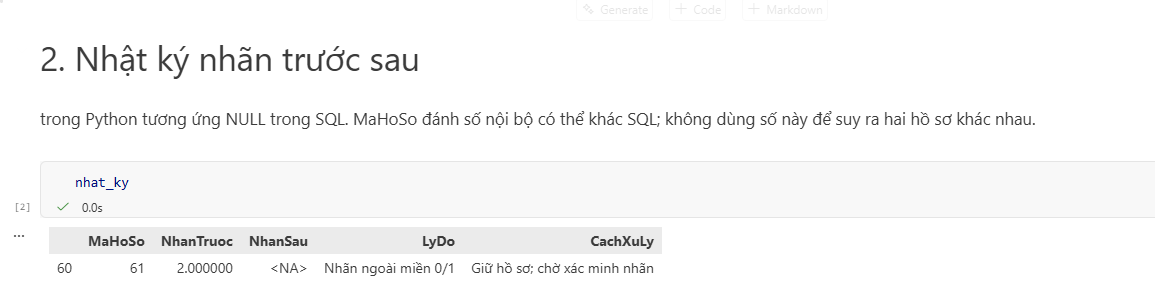 Generate Code Markdown
2. Nhật ký nhãn trước sau
trong Python tương ứng NULL trong SQL. MaHoSo đánh số nội bộ có thể khác SQL; không dùng số này để suy ra hai hồ sơ khác nhau.
nhat_ky
[2] 0.0s
...
MaHoSo NhanTruoc NhanSau LyDo CachXuLy
60 61 2.000000 <NA> Nhãn ngoài miền 0/1 Giữ hồ sơ; chờ xác minh nhãn